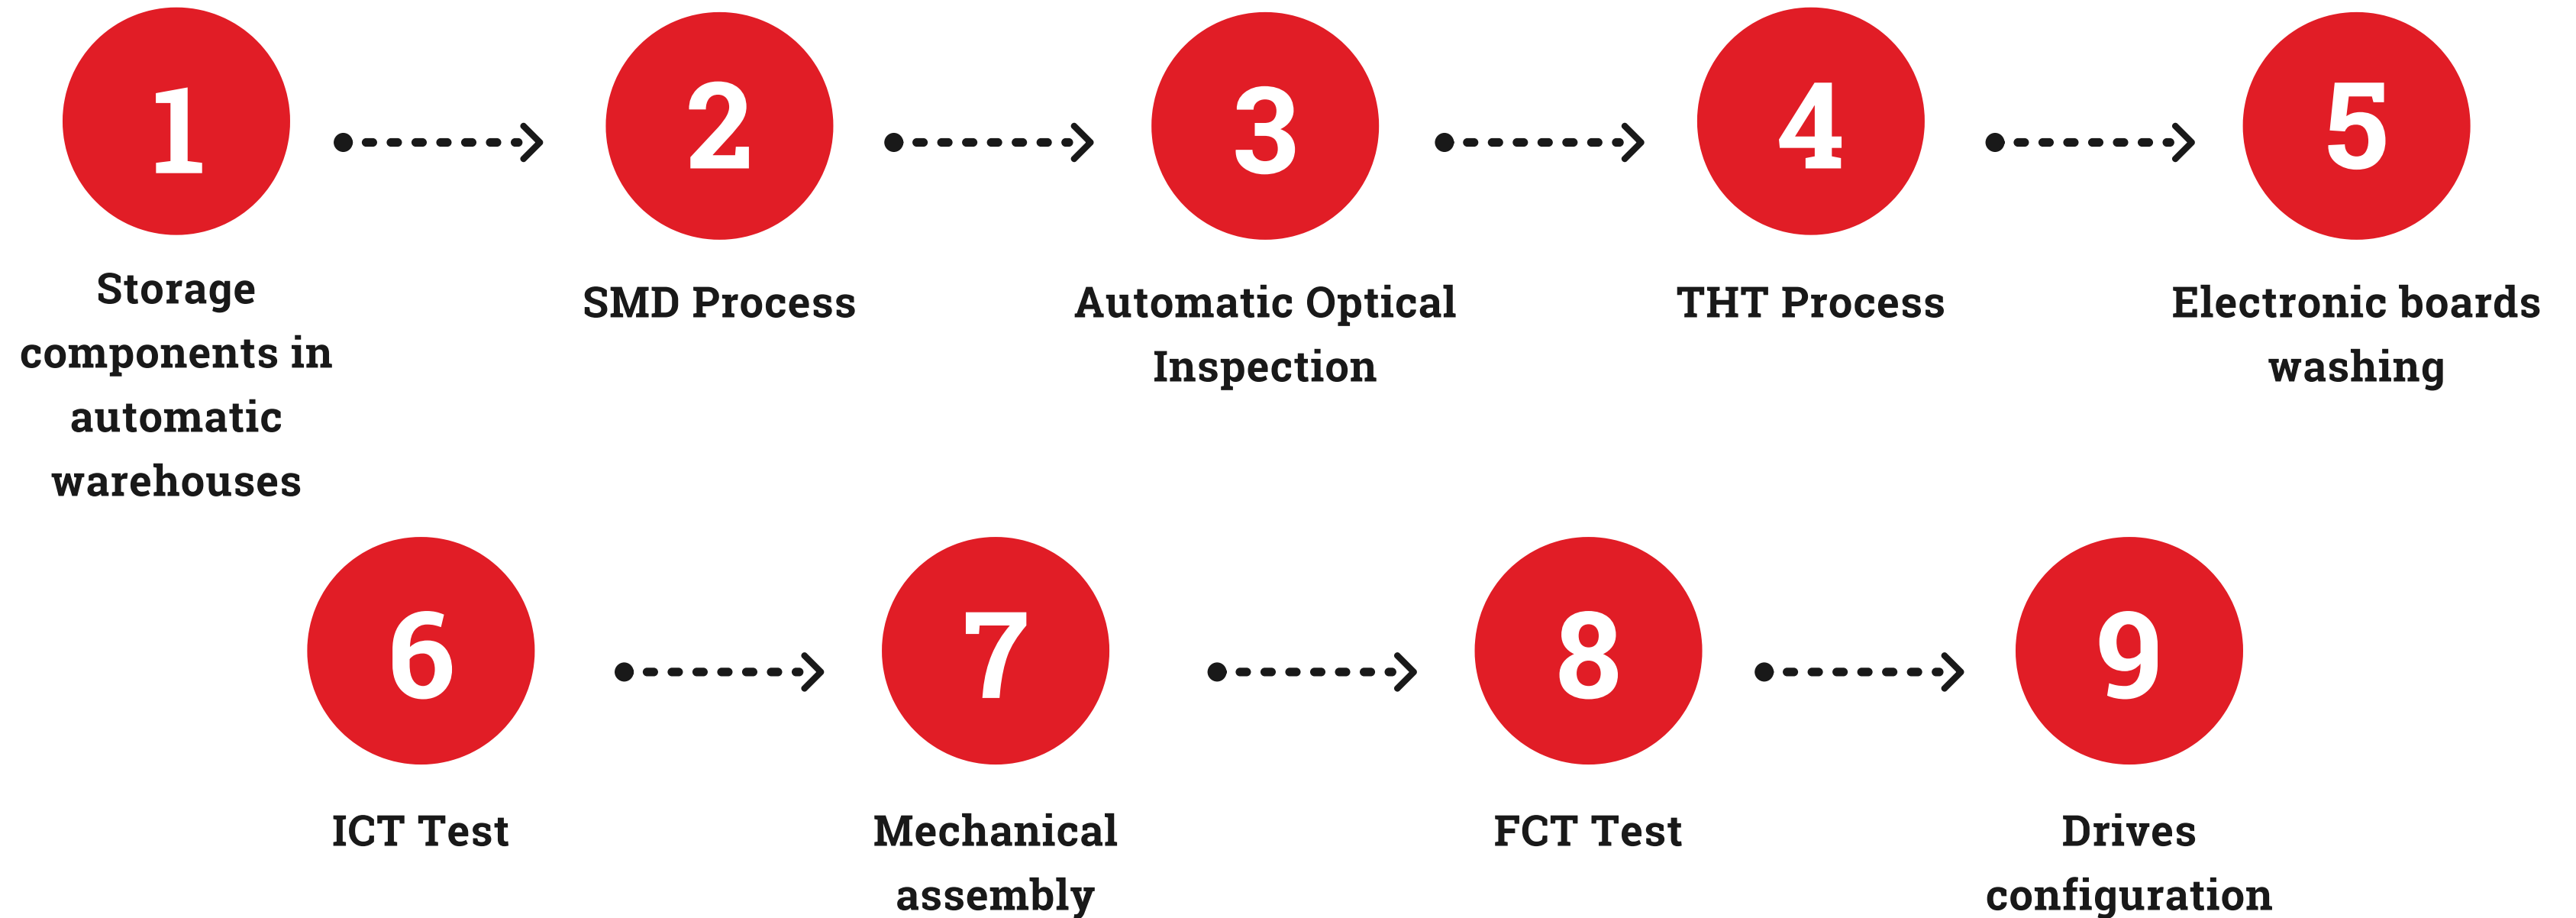 1
2
3
4
5
Storage
components in
automatic
warehouses
SMD Process
Automatic Optical
Inspection
THT Process
Electronic boards
washing
6
7
8
9
ICT Test
Mechanical
assembly
FCT Test
Drives
configuration